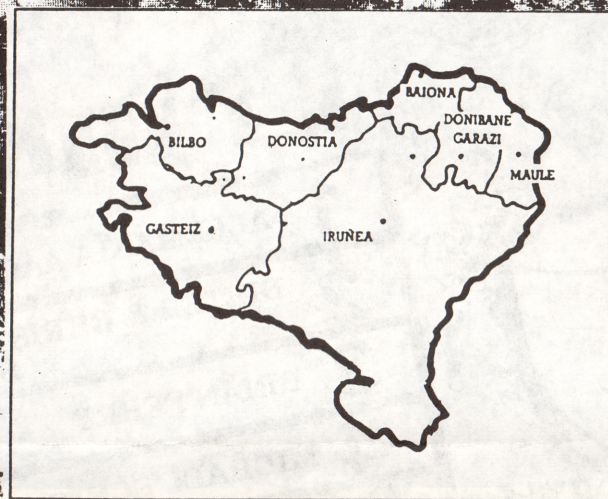 BAIONA
DONIBANE
GARAZI
BILBO
DONOSTIA
MAULE
GASTEIZ
IRUÑEA